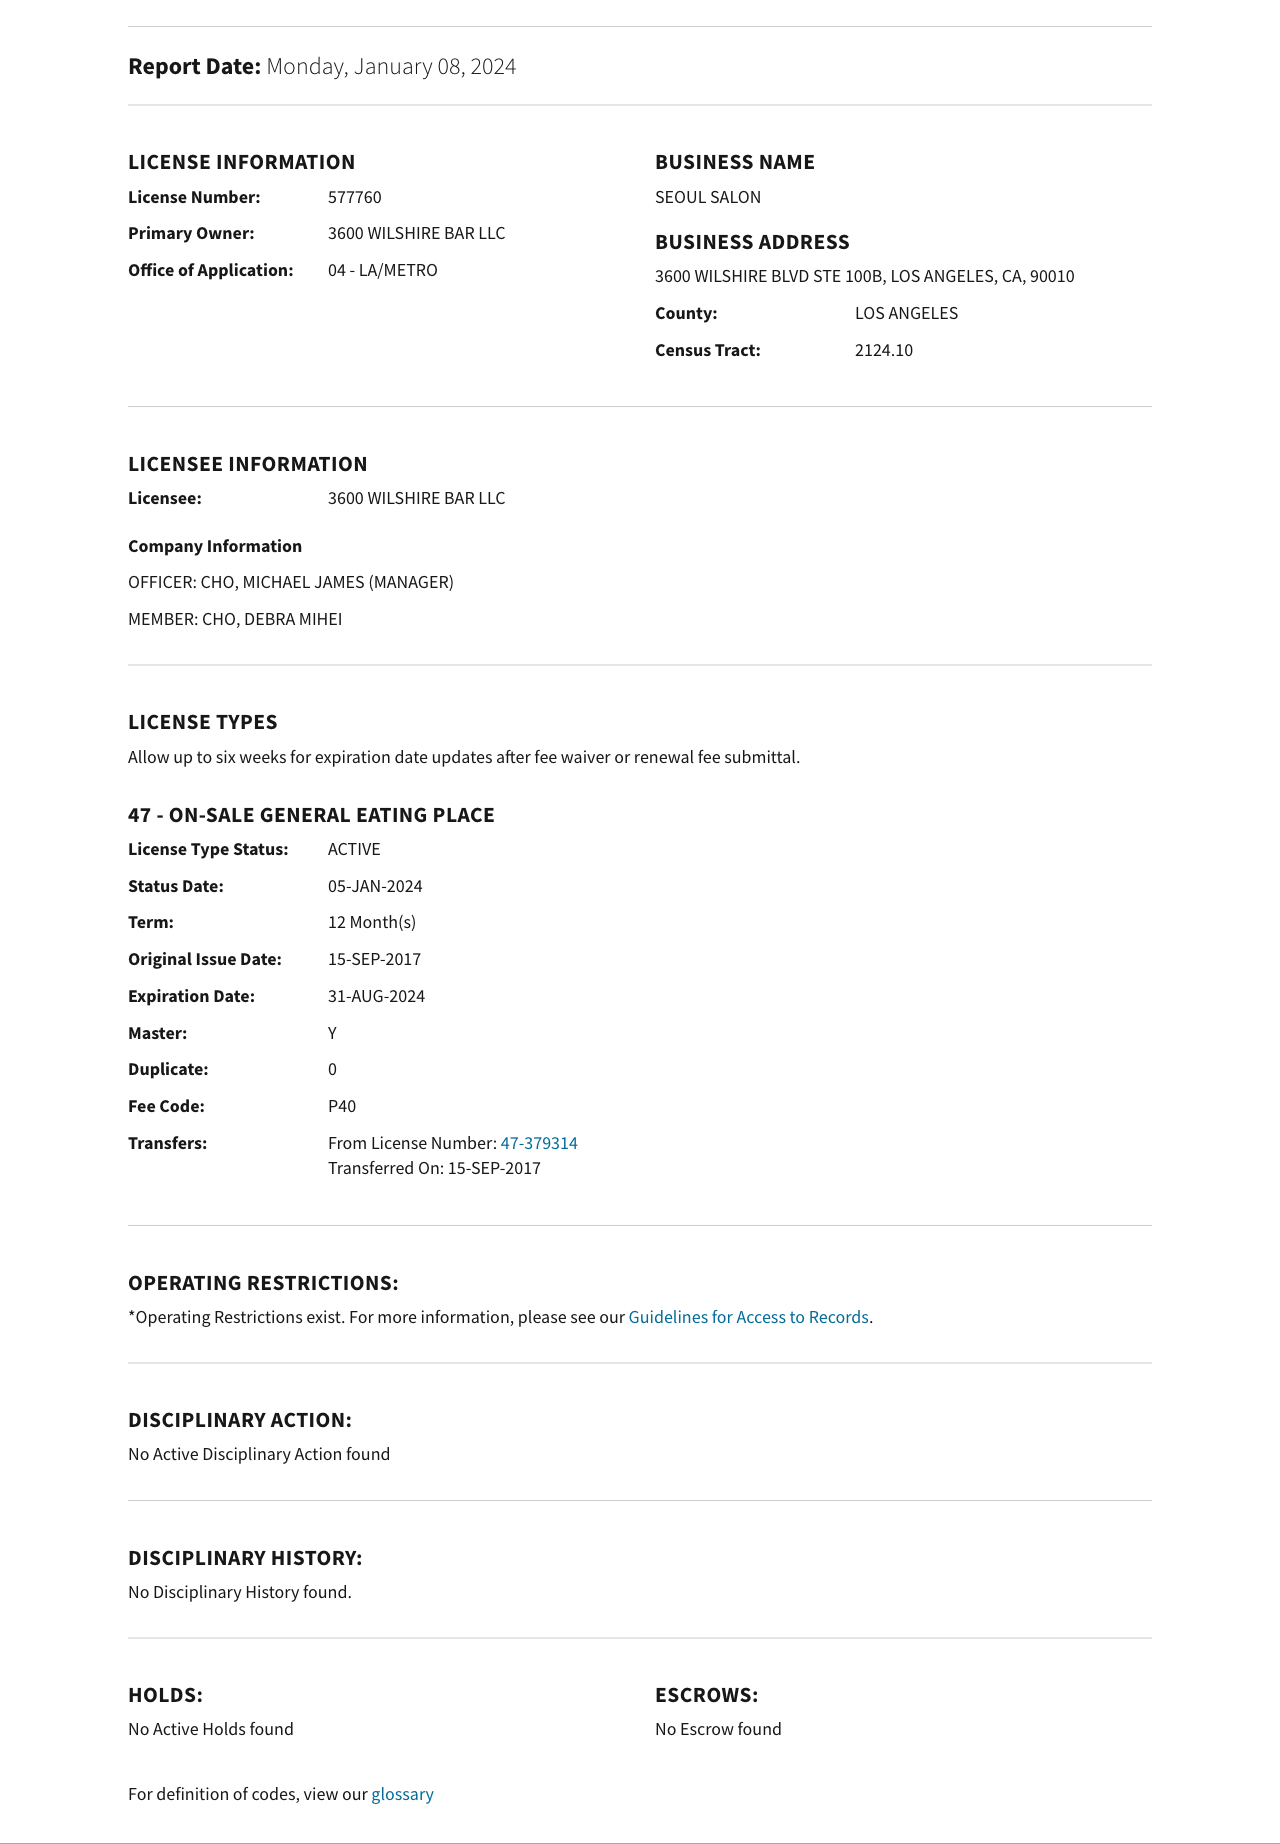 Report Date: Monday, January 08, 2024
LICENSE INFORMATION
License Number: 577760
Primary Owner: 3600 WILSHIRE BAR LLC
Office of Application: 04 - LA/METRO
BUSINESS NAME
SEOUL SALON
BUSINESS ADDRESS
3600 WILSHIRE BLVD STE 100B, LOS ANGELES, CA, 90010
County: LOS ANGELES
Census Tract: 2124.10
LICENSEE INFORMATION
Licensee: 3600 WILSHIRE BAR LLC
Company Information
OFFICER: CHO, MICHAEL JAMES (MANAGER)
MEMBER: CHO, DEBRA MIHEI
LICENSE TYPES
Allow up to six weeks for expiration date updates after fee waiver or renewal fee submittal.
47 - ON-SALE GENERAL EATING PLACE
License Type Status: ACTIVE
Status Date: 05-JAN-2024
Term: 12 Month(s)
Original Issue Date: 15-SEP-2017
Expiration Date: 31-AUG-2024
Master: Y
Duplicate: 0
Fee Code: P40
Transfers: From License Number: 47-379314
Transferred On: 15-SEP-2017
OPERATING RESTRICTIONS:
*Operating Restrictions exist. For more information, please see our Guidelines for Access to Records.
DISCIPLINARY ACTION:
No Active Disciplinary Action found
DISCIPLINARY HISTORY:
No Disciplinary History found.
HOLDS:
No Active Holds found
ESCROWS:
No Escrow found
For definition of codes, view our glossary